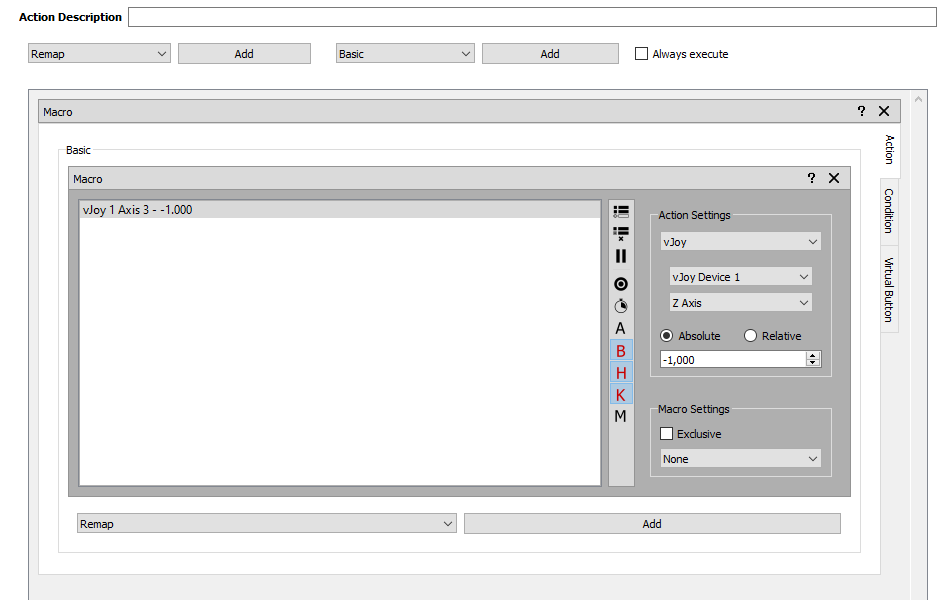 Action Description
Remap Add Basic Add Always execute
Macro ?
Action
Condition
Virtual Button
Basic
Macro ?
vJoy 1 Axis 3 - -1.000
A
B
H
K
M
Action Settings
vJoy
vJoy Device 1
Z Axis
Absolute Relative
-1,000
Macro Settings
Exclusive
None
Remap Add